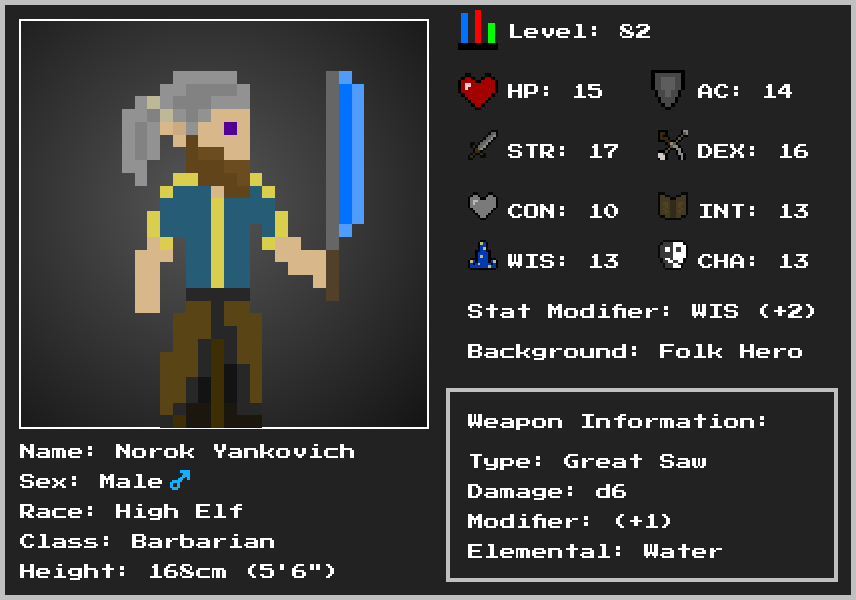 Level: 82
HP: 15 AC: 14
STR: 17 DEX: 16
CON: 10 INT: 13
WIS: 13 CHA: 13
Stat Modifier: WIS (+2)
Background: Folk Hero
Weapon Information:
Type: Great Saw
Damage: d6
Modifier: (+1)
Elemental: Water
Name: Norok Yankovich
Sex: Male♂
Race: High Elf
Class: Barbarian
Height: 168cm (5'6")